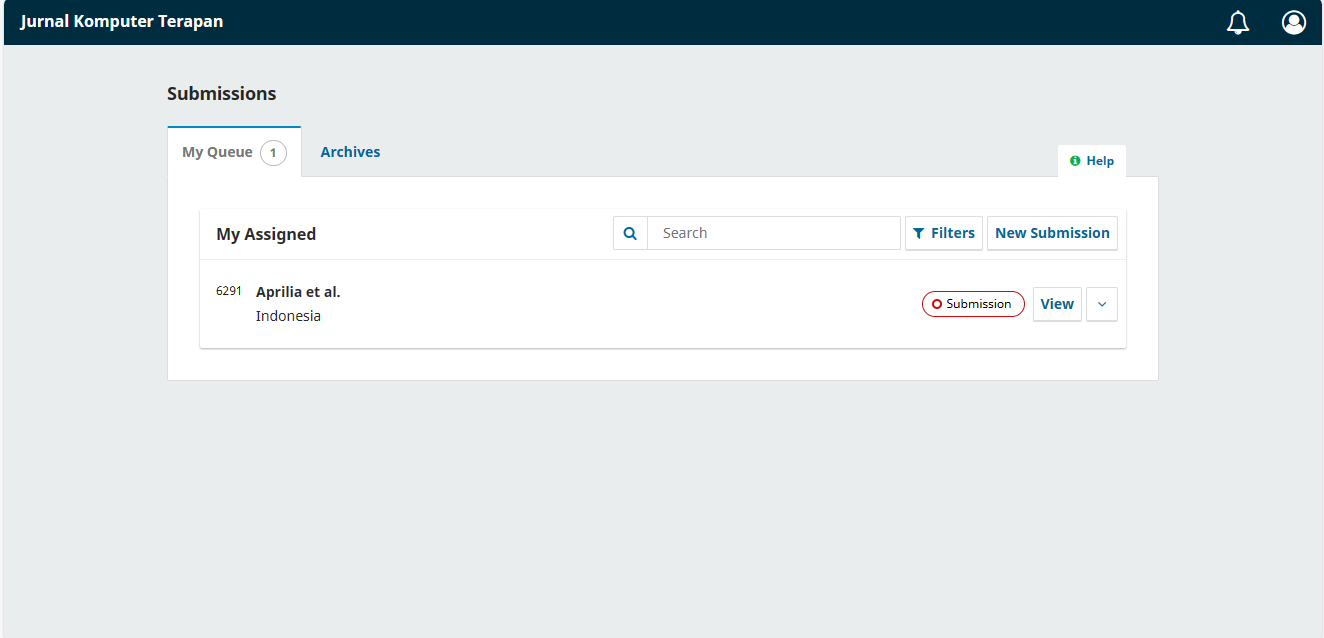 Jurnal Komputer Terapan
Submissions
My Queue 1
Archives
Help
My Assigned
Search
Filters
New Submission
6291 Aprilia et al.
Submission
View
Indonesia